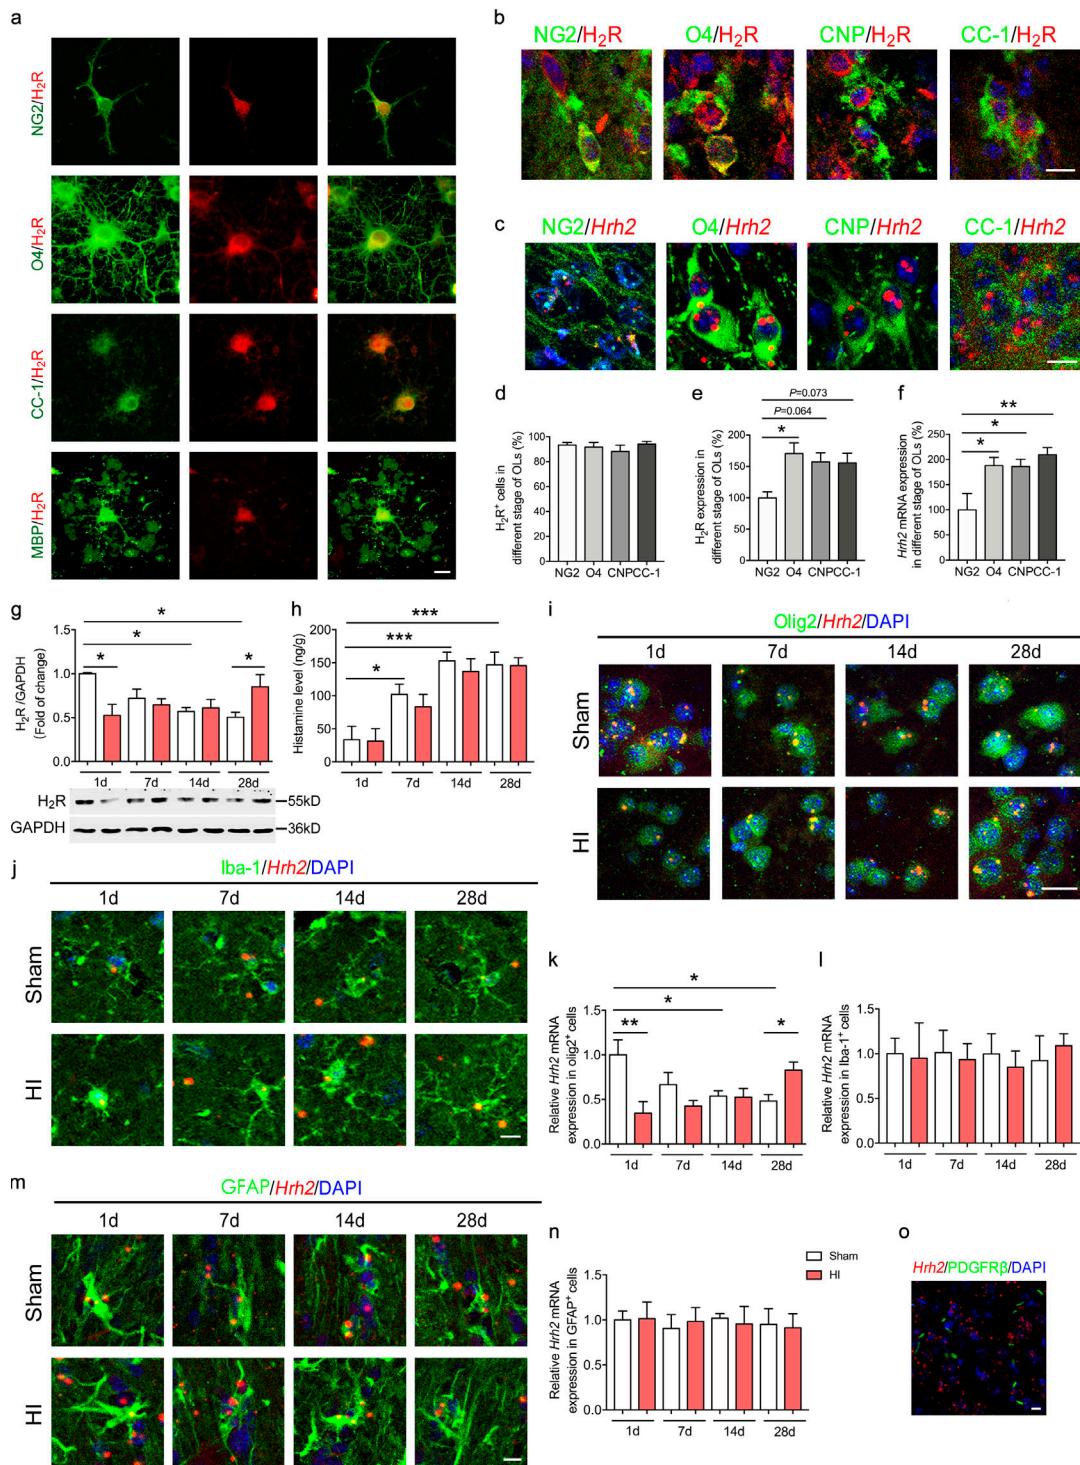 a
NG2/H₂R
O4/H₂R
CC-1/H₂R
MBP/H₂R
b
NG2/H₂R O4/H₂R CNP/H₂R CC-1/H₂R
c
NG2/Hrh2 O4/Hrh2 CNP/Hrh2 CC-1/Hrh2
d
H₂R⁺ cells in
different stage of OLs (%)
100
80
60
40
20
0
NG2 O4 CNPCC-1
e
H₂R expression in
different stage of OLs (%)
P=0.073
P=0.064
*
200
150
100
50
0
NG2 O4 CNPCC-1
f
Hrh2 mRNA expression
in different stage of OLs (%)
**
*
*
250
200
150
100
50
0
NG2 O4 CNPCC-1
g
H₂R /GAPDH
(Fold of change)
*
*
* *
1.5
1.0
0.5
0.0
1d 7d 14d 28d
H₂R 55kD
GAPDH 36kD
h
Histamine level (ng/g)
***
***
*
200
150
100
50
0
1d 7d 14d 28d
i
Olig2/Hrh2/DAPI
1d 7d 14d 28d
Sham
HI
j
Iba-1/Hrh2/DAPI
1d 7d 14d 28d
Sham
HI
k
Relative Hrh2 mRNA
expression in olig2⁺ cells
*
*
** *
1.5
1.0
0.5
0.0
1d 7d 14d 28d
l
Relative Hrh2 mRNA
expression in Iba-1⁺ cells
1.5
1.0
0.5
0.0
1d 7d 14d 28d
m
GFAP/Hrh2/DAPI
1d 7d 14d 28d
Sham
HI
n
Relative Hrh2 mRNA
expression in GFAP⁺ cells
Sham
HI
1.5
1.0
0.5
0.0
1d 7d 14d 28d
o
Hrh2/PDGFRβ/DAPI